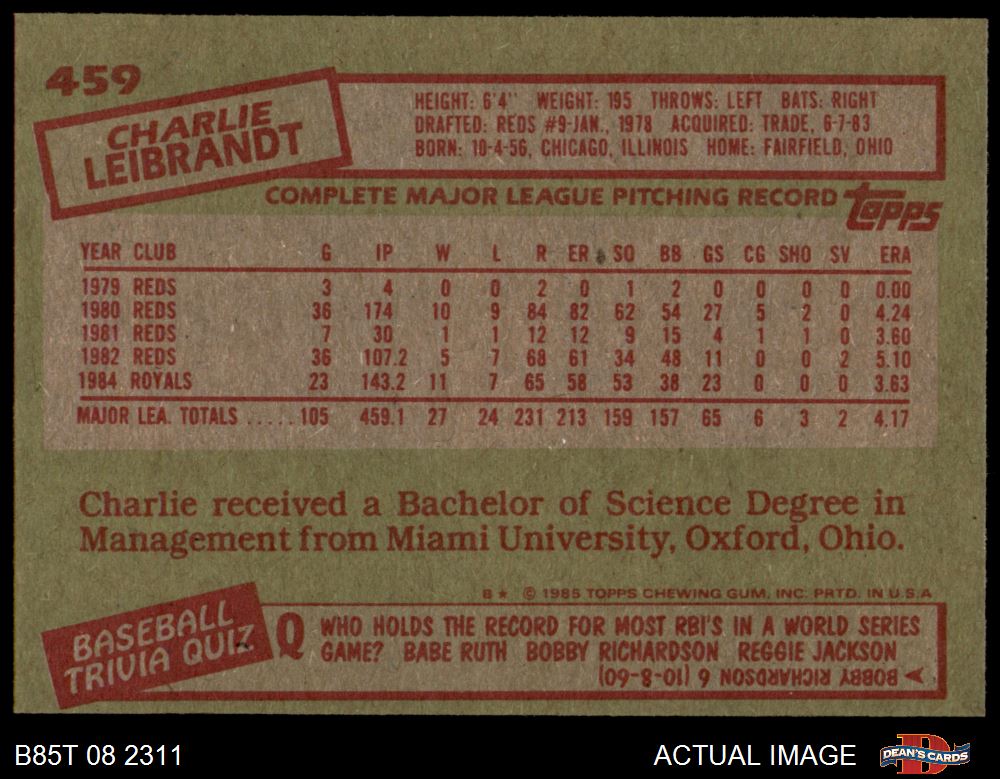 459
CHARLIE
LEIBRANDT
HEIGHT: 6'4" WEIGHT: 195 THROWS: LEFT BATS: RIGHT
DRAFTED: REDS #9-JAN., 1978 ACQUIRED: TRADE, 6-7-83
BORN: 10-4-56, CHICAGO, ILLINOIS HOME: FAIRFIELD, OHIO
COMPLETE MAJOR LEAGUE PITCHING RECORD topps
YEAR CLUB G IP W L R ER SO BB GS CG SHO SV ERA
1979 REDS 3 4 0 0 2 0 1 2 0 0 0 0 0.00
1980 REDS 36 174 10 9 84 82 62 54 27 5 2 0 4.24
1981 REDS 7 30 1 1 12 12 9 15 4 1 1 0 3.60
1982 REDS 36 107.2 5 7 68 61 34 48 11 0 0 2 5.10
1984 ROYALS 23 143.2 11 7 65 58 53 38 23 0 0 0 3.63
MAJOR LEA. TOTALS ..... 105 459.1 27 24 231 213 159 157 65 6 3 2 4.17
Charlie received a Bachelor of Science Degree in
Management from Miami University, Oxford, Ohio.
B★ © 1985 TOPPS CHEWING GUM, INC. PRTD. IN U.S.A
BASEBALL
TRIVIA QUIZ
Q WHO HOLDS THE RECORD FOR MOST RBI'S IN A WORLD SERIES
GAME? BABE RUTH BOBBY RICHARDSON REGGIE JACKSON
BOBBY RICHARDSON 6 (10-8-60)
B85T 08 2311
ACTUAL IMAGE
D
DEAN'S CARDS